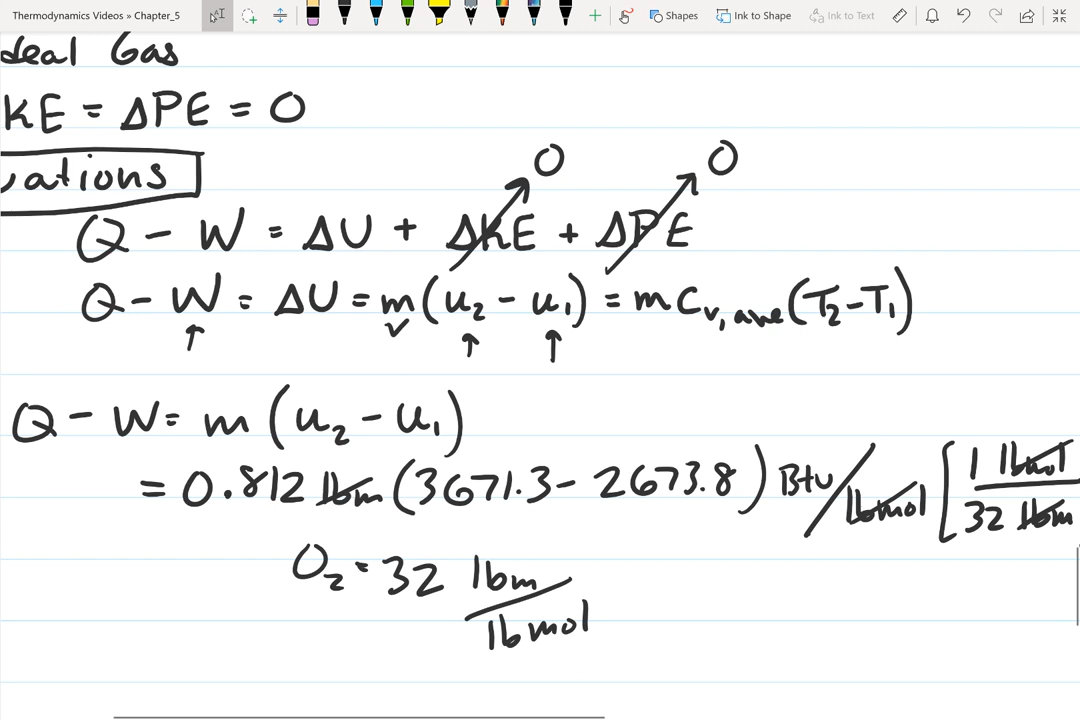 Thermodynamics Videos » Chapter_5 Shapes Ink to Shape Ink to Text
deal Gas
KE = ΔPE = 0
ations
0 0
Q - W = ΔU + ΔKE + ΔPE
Q - W = ΔU = m(u₂ - u₁) = mCv,ave(T₂-T₁)
Q - W = m(u₂ - u₁)
= 0.812 lbm(3671.3 - 2673.8) Btu/lbmol [1 lbmol/32 lbm
O₂ = 32 lbm/lbmol